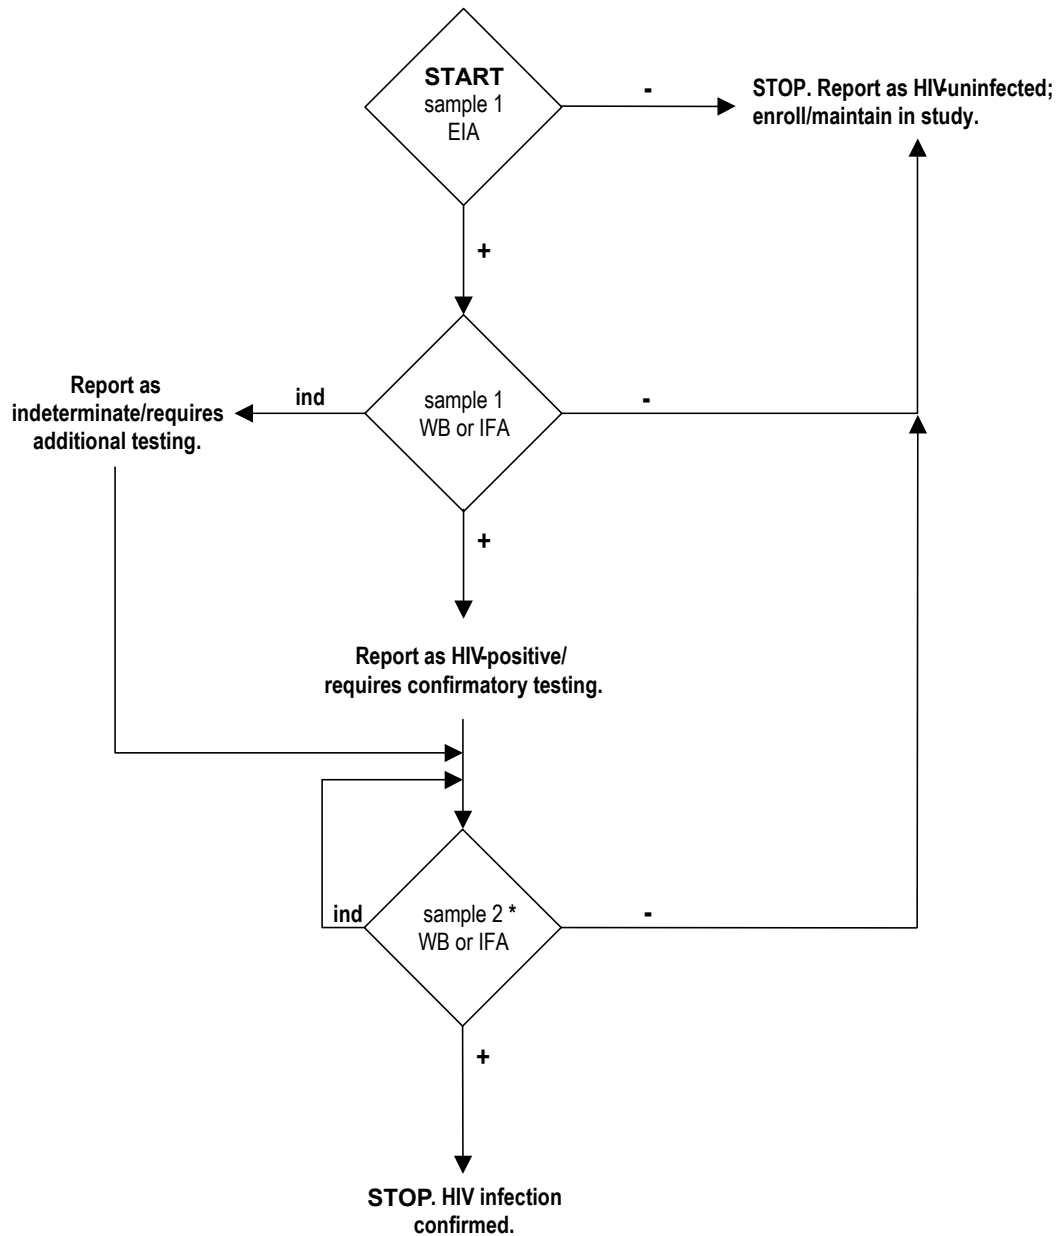 START
sample 1
EIA
-
STOP. Report as HIV-uninfected;
enroll/maintain in study.
+
Report as
indeterminate/requires
additional testing.
ind
sample 1
WB or IFA
-
+
Report as HIV-positive/
requires confirmatory testing.
ind
sample 2 *
WB or IFA
-
+
STOP. HIV infection
confirmed.